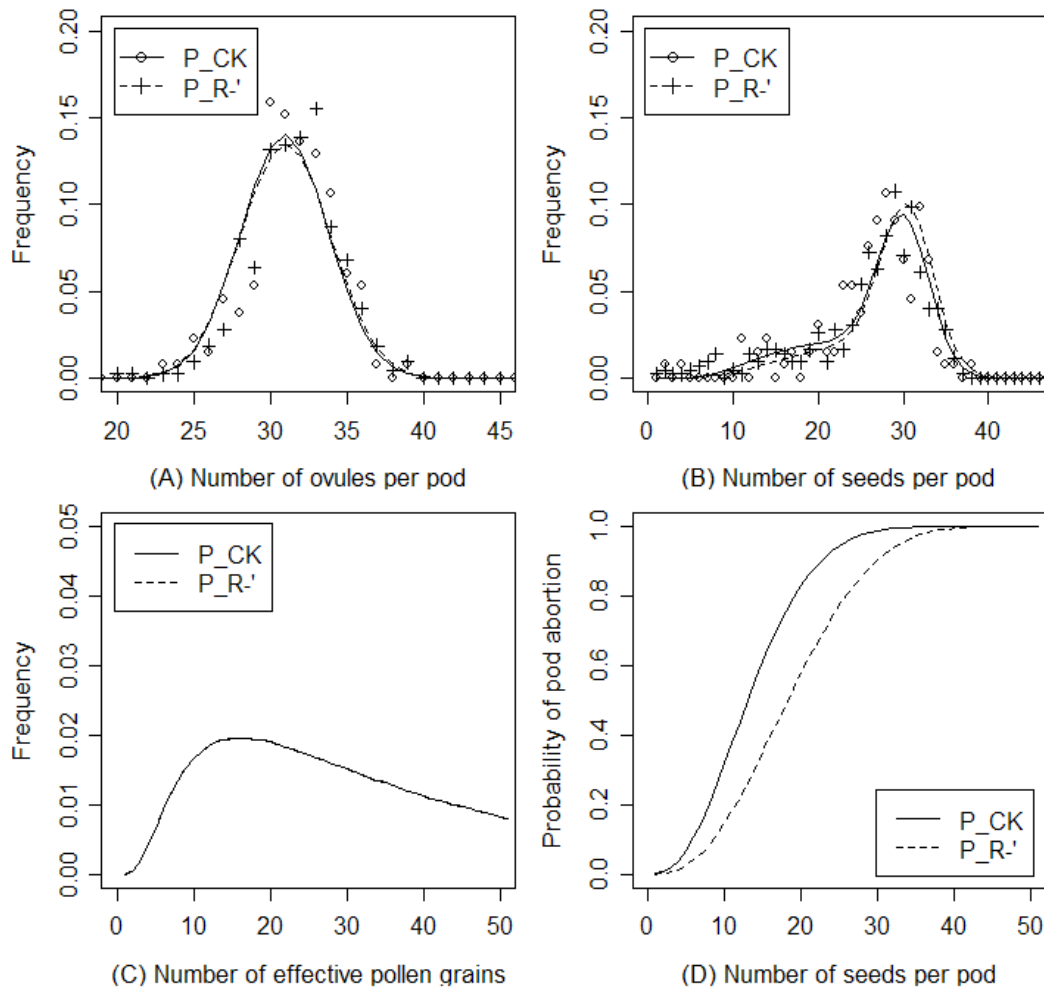 P_CK
P_R-'
Frequency
0.00 0.05 0.10 0.15 0.20
20 25 30 35 40 45
(A) Number of ovules per pod
P_CK
P_R-'
Frequency
0.00 0.05 0.10 0.15 0.20
0 10 20 30 40
(B) Number of seeds per pod
P_CK
P_R-'
Frequency
0.00 0.01 0.02 0.03 0.04 0.05
0 10 20 30 40 50
(C) Number of effective pollen grains
Probability of pod abortion
0.0 0.2 0.4 0.6 0.8 1.0
P_CK
P_R-'
0 10 20 30 40 50
(D) Number of seeds per pod